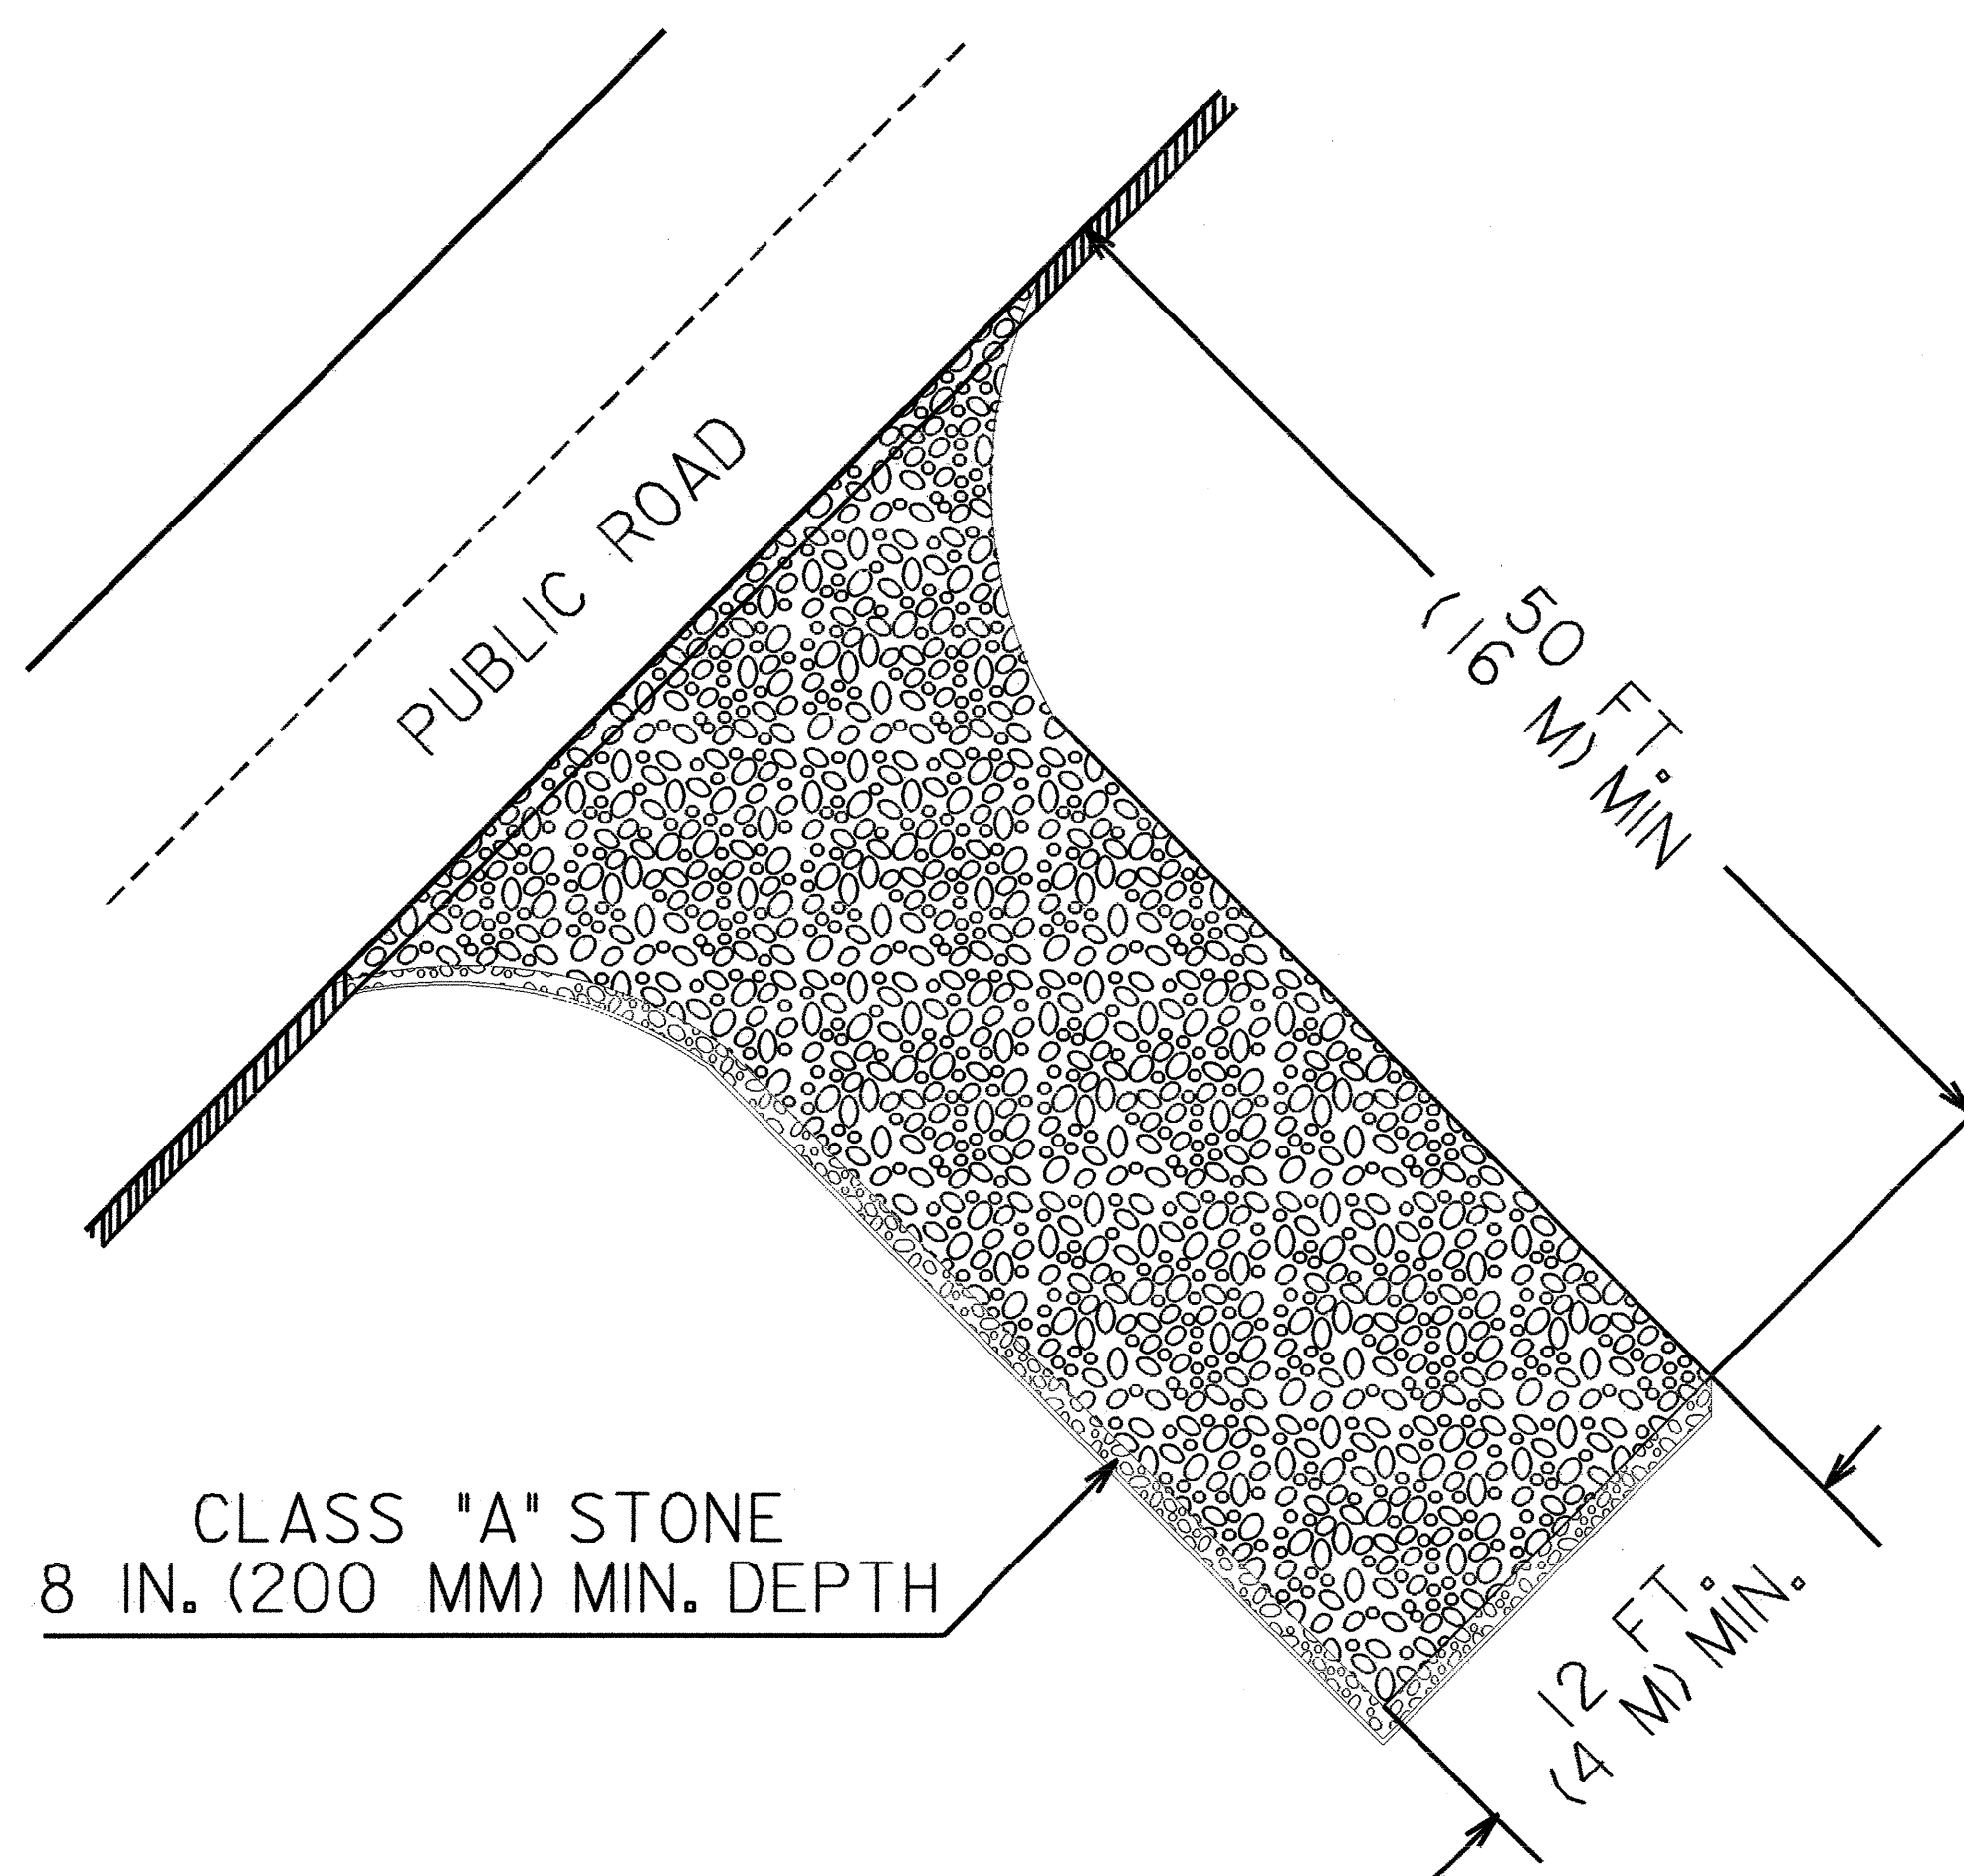 PUBLIC ROAD
50 FT.
(16 M) MIN
CLASS "A" STONE
8 IN. (200 MM) MIN. DEPTH
12 FT.
(4 M) MIN.